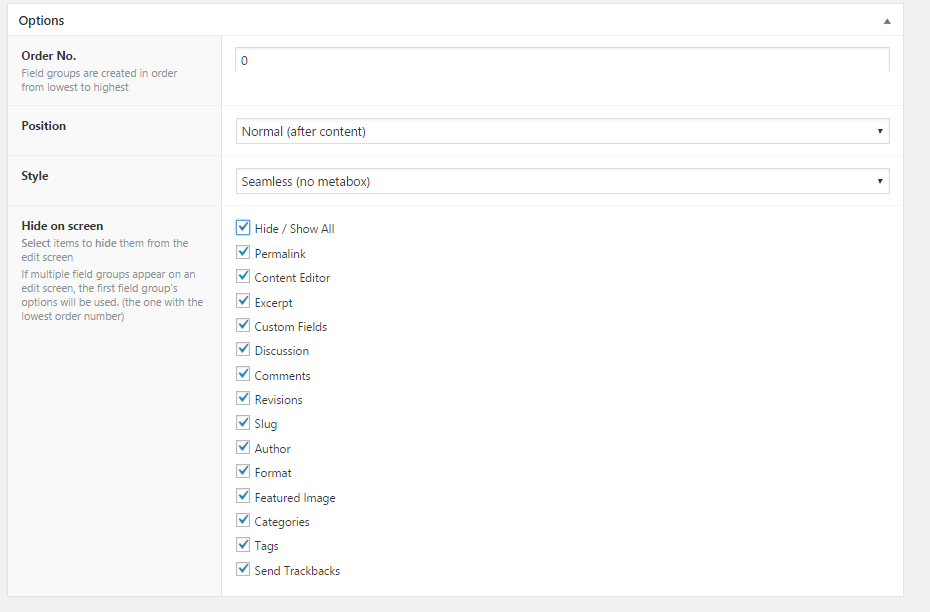 Options
Order No.
Field groups are created in order
from lowest to highest
0
Position
Normal (after content)
Style
Seamless (no metabox)
Hide on screen
Select items to hide them from the
edit screen
If multiple field groups appear on an
edit screen, the first field group's
options will be used. (the one with the
lowest order number)
Hide / Show All
Permalink
Content Editor
Excerpt
Custom Fields
Discussion
Comments
Revisions
Slug
Author
Format
Featured Image
Categories
Tags
Send Trackbacks